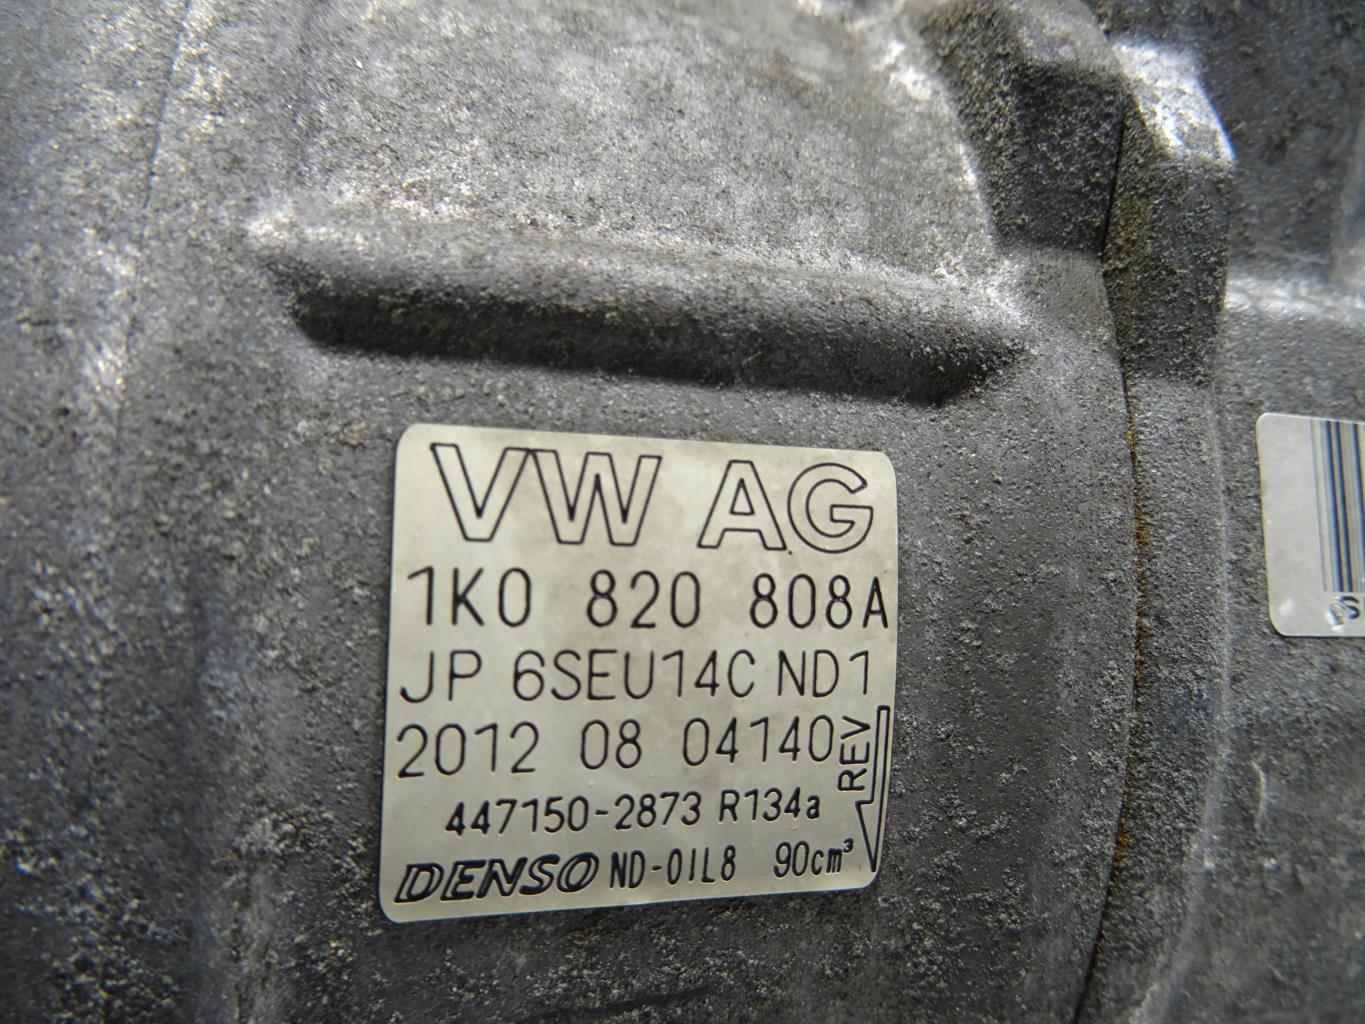 VW AG
1K0 820 808A
JP 6SEU14C ND1
2012 08 04140
REV
447150-2873 R134a
DENSO ND-OIL8 90cm³